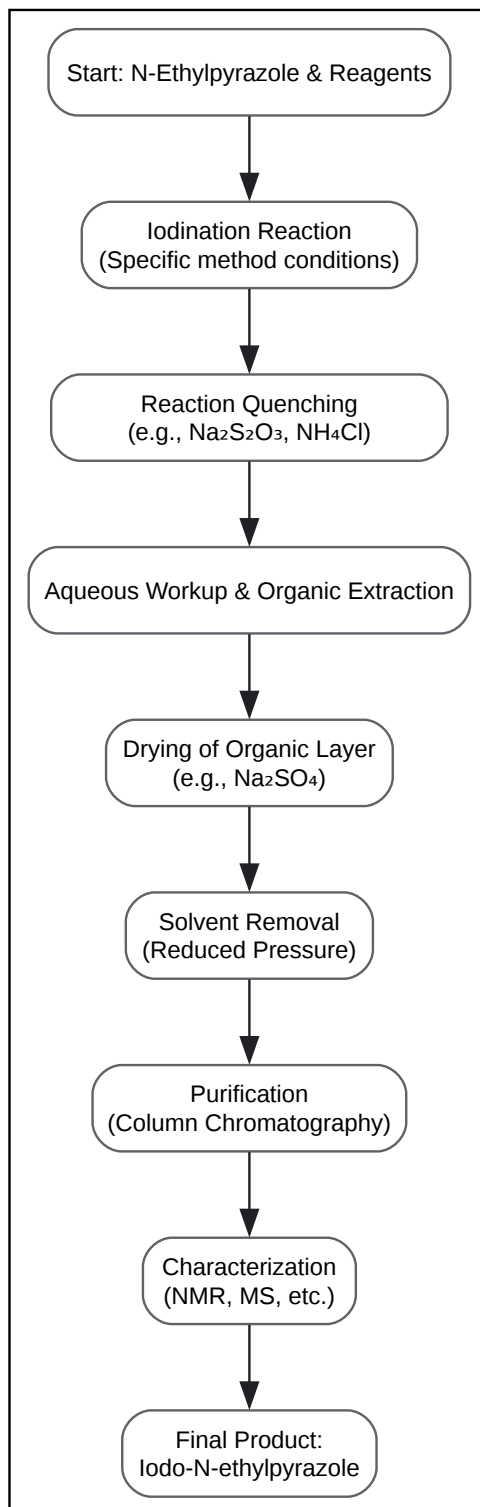 Start: N-Ethylpyrazole & Reagents
Iodination Reaction
(Specific method conditions)
Reaction Quenching
(e.g., Na₂S₂O₃, NH₄Cl)
Aqueous Workup & Organic Extraction
Drying of Organic Layer
(e.g., Na₂SO₄)
Solvent Removal
(Reduced Pressure)
Purification
(Column Chromatography)
Characterization
(NMR, MS, etc.)
Final Product:
Iodo-N-ethylpyrazole